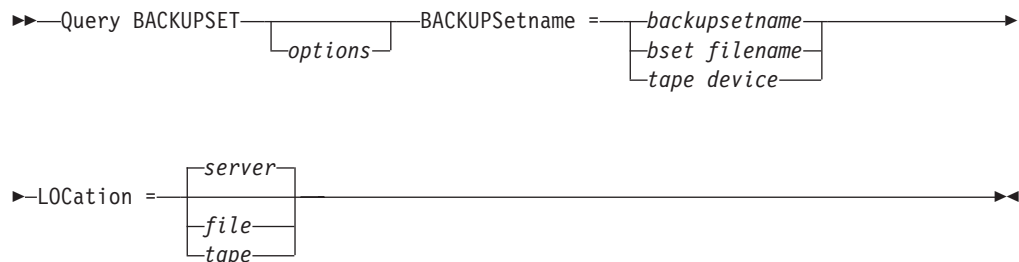 Query BACKUPSET options BACKUPSetname = backupsetname
bset filename
tape device
server
LOCation =
file
tape